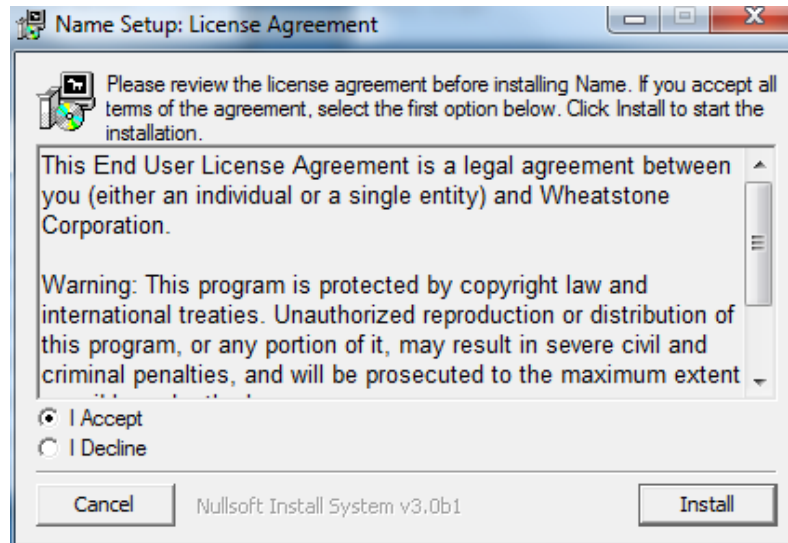 Name Setup: License Agreement
Please review the license agreement before installing Name. If you accept all
terms of the agreement, select the first option below. Click Install to start the
installation.
This End User License Agreement is a legal agreement between
you (either an individual or a single entity) and Wheatstone
Corporation.
Warning: This program is protected by copyright law and
international treaties. Unauthorized reproduction or distribution of
this program, or any portion of it, may result in severe civil and
criminal penalties, and will be prosecuted to the maximum extent
I Accept
I Decline
Cancel
Nullsoft Install System v3.0b1
Install